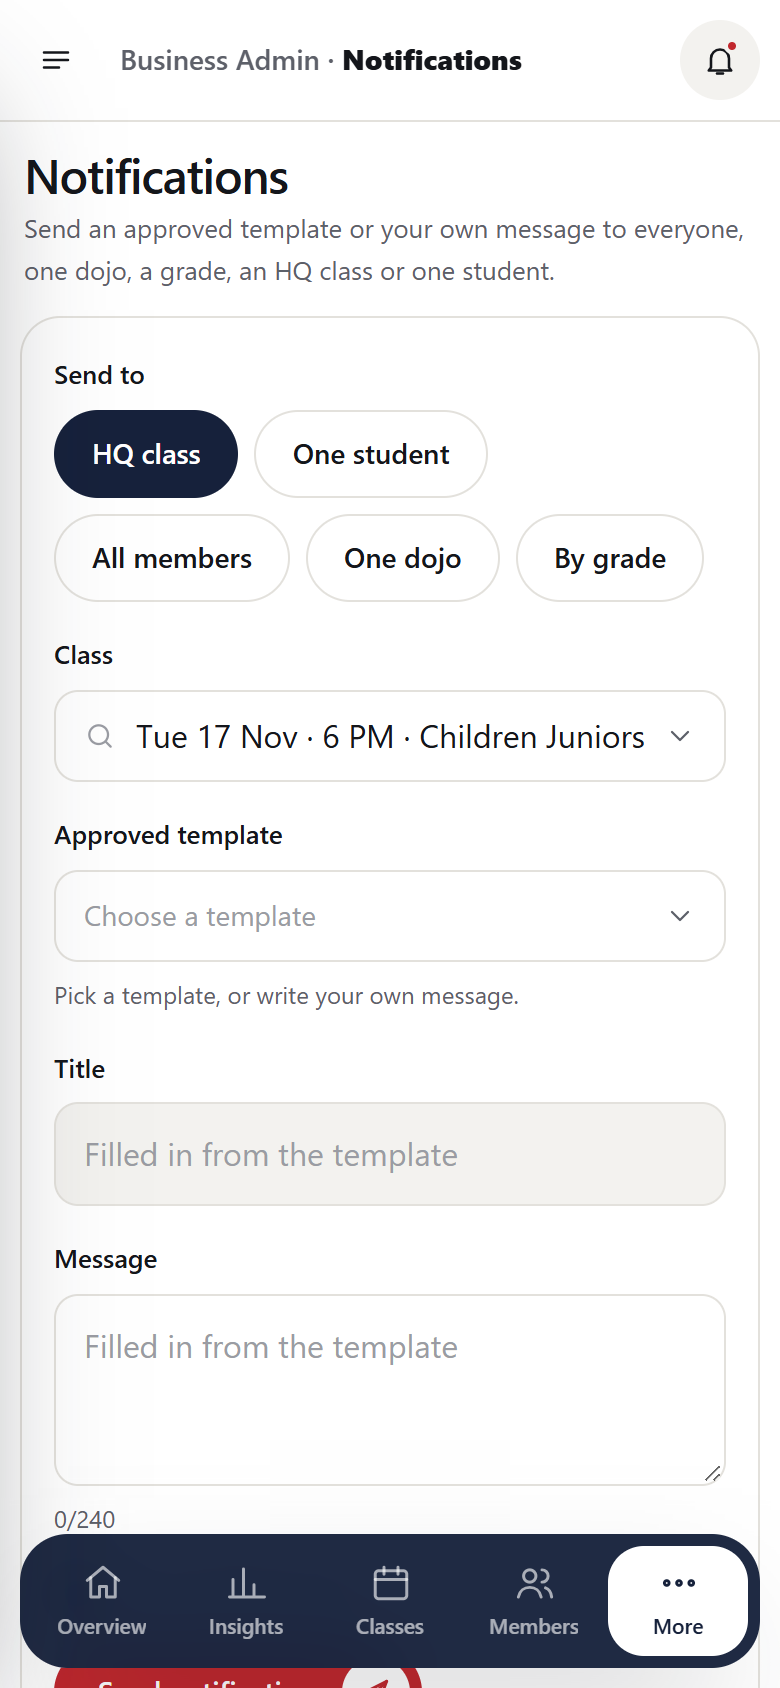 Business Admin · Notifications
Notifications
Send an approved template or your own message to everyone,
one dojo, a grade, an HQ class or one student.
Send to
HQ class
One student
All members
One dojo
By grade
Class
Tue 17 Nov · 6 PM · Children Juniors
Approved template
Choose a template
Pick a template, or write your own message.
Title
Filled in from the template
Message
Filled in from the template
0/240
Overview
Insights
Classes
Members
More